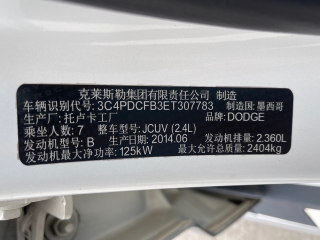 克莱斯勒集团有限责任公司 制造
车辆识别代号: 3C4PDCFB3ET307783 制造国: 墨西哥
生产厂: 托卢卡工厂 品牌: DODGE
乘坐人数: 7 整车型号: JCUV (2.4L)
发动机型号: B 生产日期: 2014.06 发动机排量: 2.360L
发动机最大净功率: 125kW 最大允许总质量: 2404kg